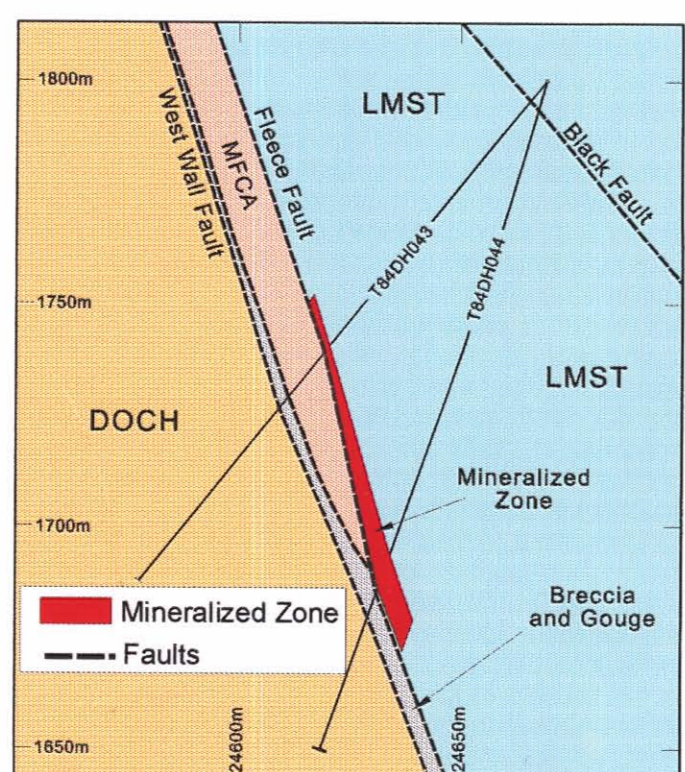 1800m
LMST
West Wall Fault
MFCA
Fleece Fault
Black Fault
T84DH043
T84DH044
1750m
LMST
DOCH
Mineralized
Zone
1700m
Breccia
and Gouge
Mineralized Zone
Faults
1650m
24600m
24650m